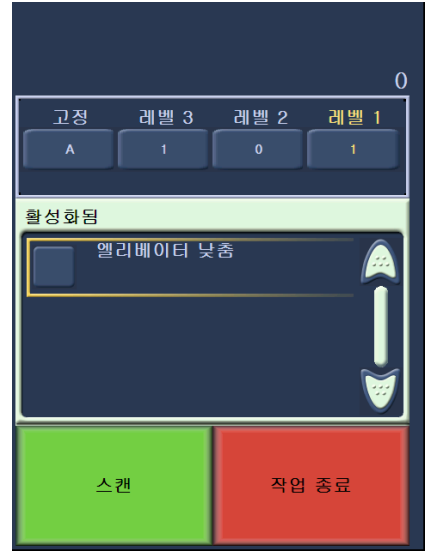 0
고정 레벨 3 레벨 2 레벨 1
A 1 0 1
활성화됨
엘리베이터 낮춤
스캔 작업 종료